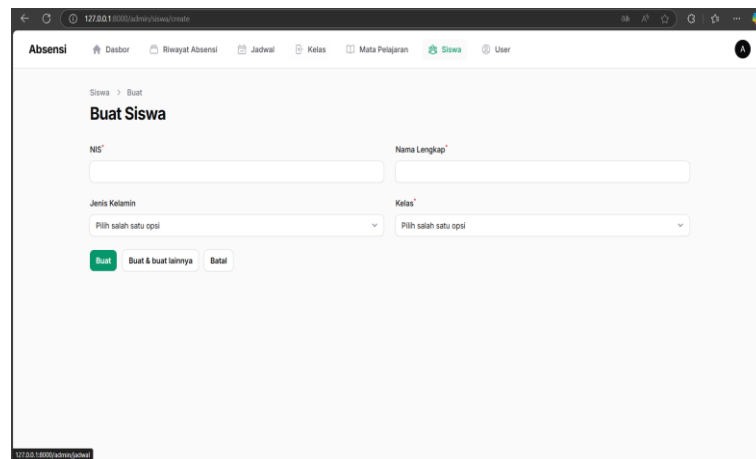 127.0.0.1:8000/admin/siswa/create
Absensi Dasbor Riwayat Absensi Jadwal Kelas Mata Pelajaran Siswa User A
Siswa > Buat
Buat Siswa
NIS* Nama Lengkap*
Jenis Kelamin Kelas*
Pilih salah satu opsi Pilih salah satu opsi
Buat Buat & buat lainnya Batal
127.0.0.1:8000/admin/jadwal